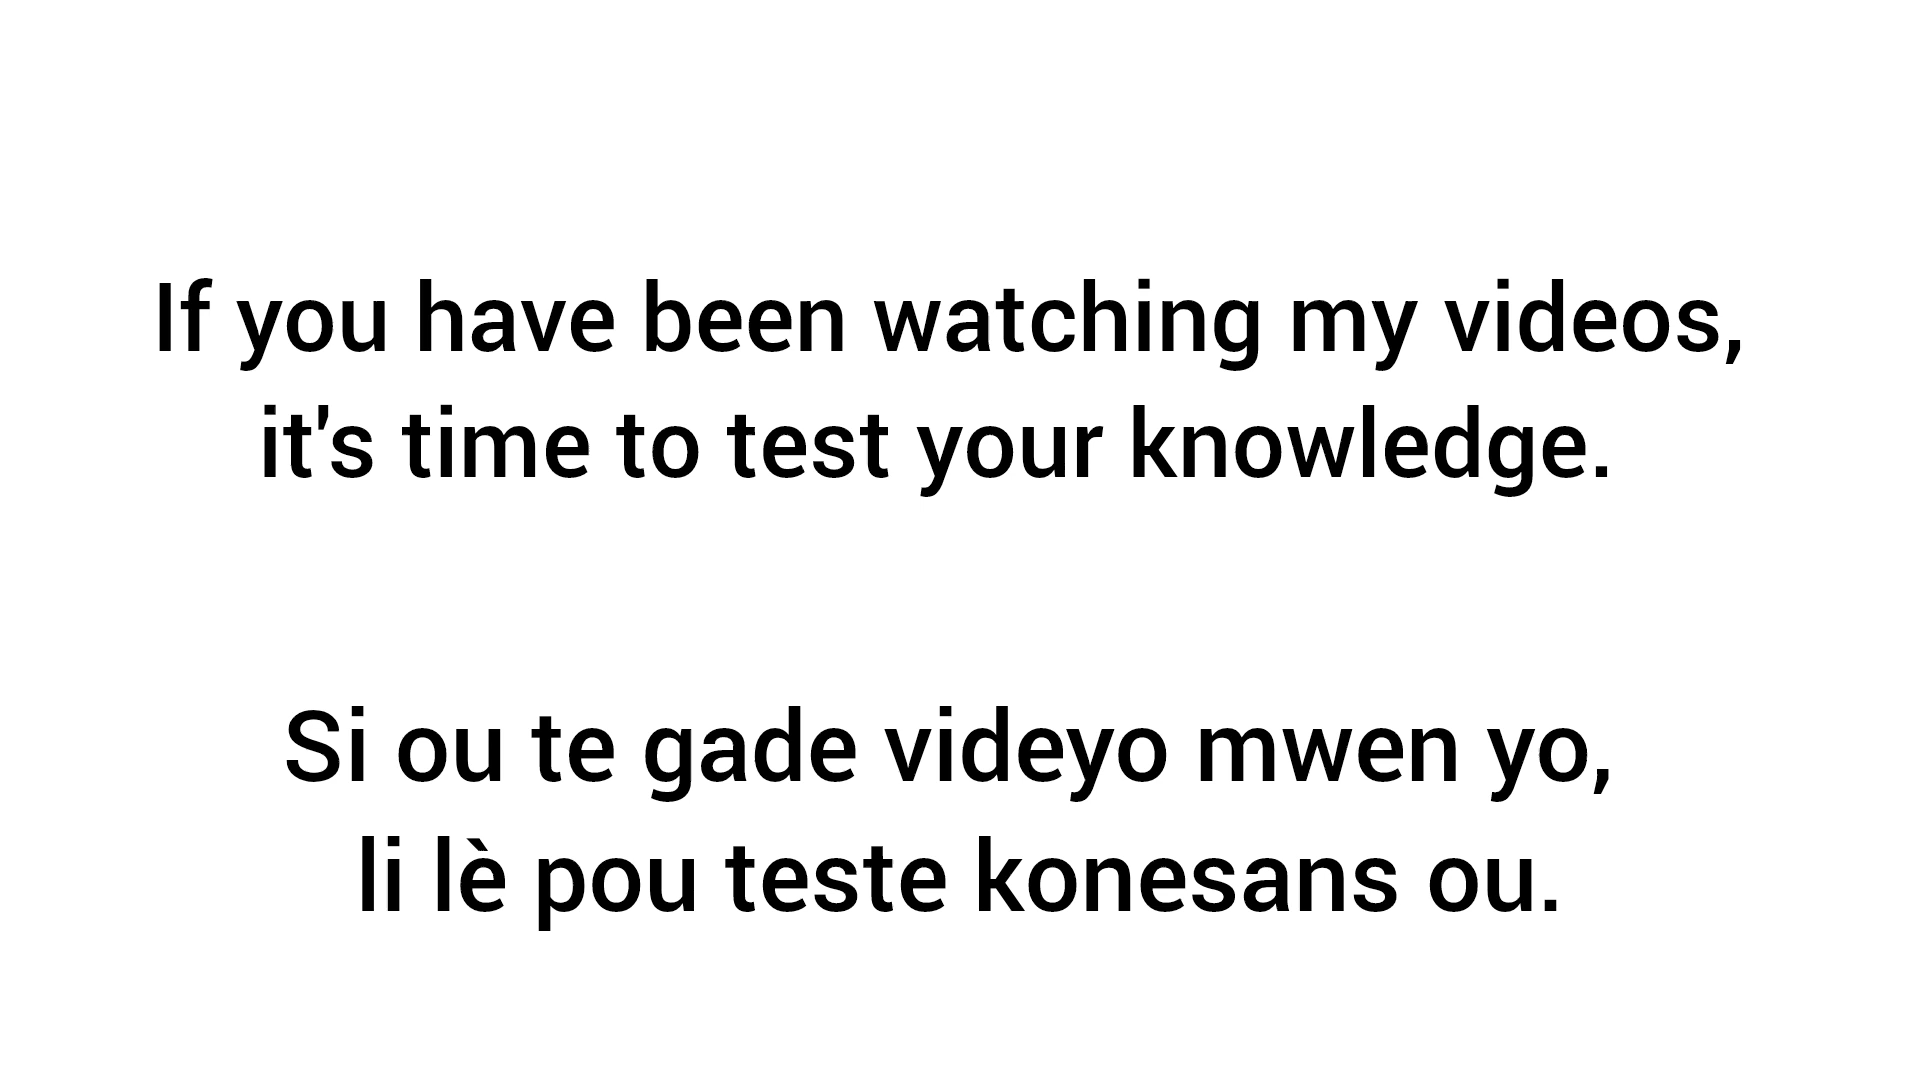 If you have been watching my videos,
it's time to test your knowledge.
Si ou te gade videyo mwen yo,
li lè pou teste konesans ou.